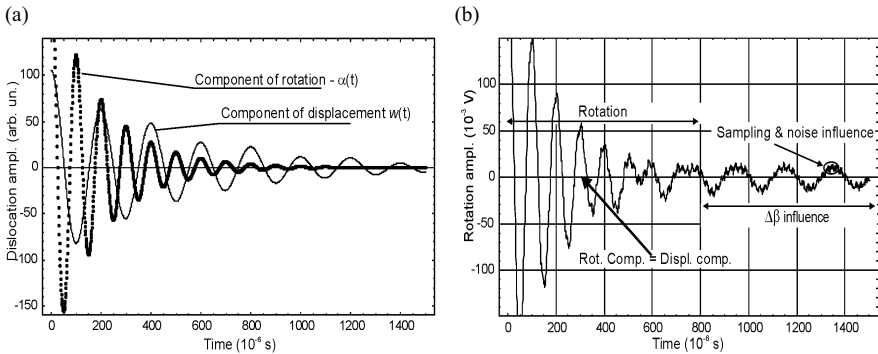 (a)
Component of rotation - α(t)
Component of displacement w(t)
Dislocation ampl. (arb. un.)
100
50
0
-50
-100
-150
0 200 400 600 800 1000 1200 1400
Time (10⁻⁶ s)
(b)
Rotation
Sampling & noise influence
Δβ influence
Rot. Comp. = Displ. comp.
Rotation ampl. (10⁻³ V)
100
50
0
-50
-100
0 200 400 600 800 1000 1200 1400
Time (10⁻⁶ s)